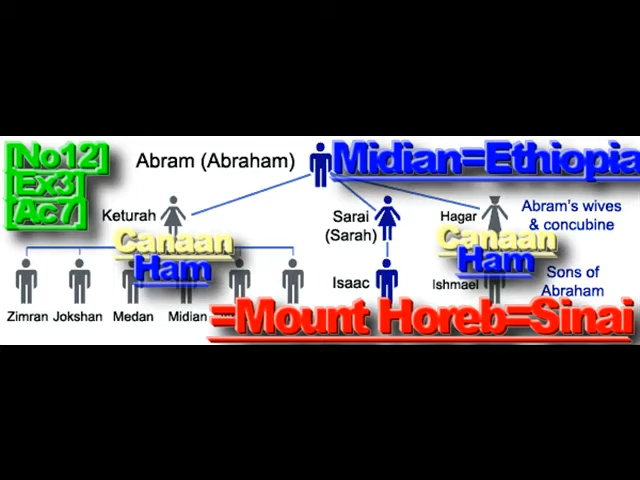 [No12]
[Ex3]
[Ac7]
Abram (Abraham)
Midian=Ethiopia
Keturah
Sarai
(Sarah)
Hagar
Abram's wives
& concubine
Canaan
Ham
Canaan
Ham
Isaac
Ishmael
Sons of
Abraham
Zimran Jokshan Medan Midian
=Mount Horeb=Sinai